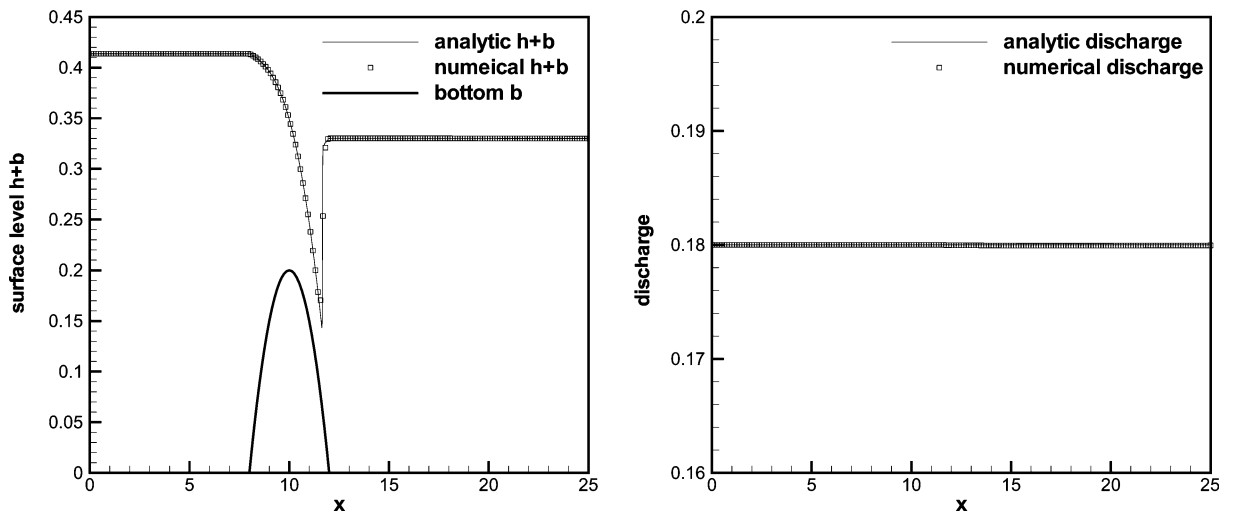 0.45
0.4
0.35
0.3
0.25
0.2
0.15
0.1
0.05
0
surface level h+b
analytic h+b
numeical h+b
bottom b
0 5 10 15 20 25
x
0.2
0.19
0.18
0.17
0.16
discharge
analytic discharge
numerical discharge
0 5 10 15 20 25
x